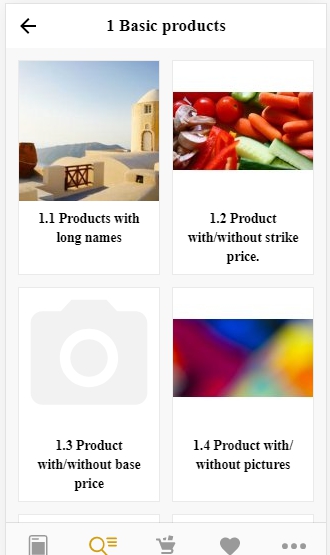 1 Basic products
1.1 Products with
long names
1.2 Product
with/without strike
price.
1.3 Product
with/without base
price
1.4 Product with/
without pictures